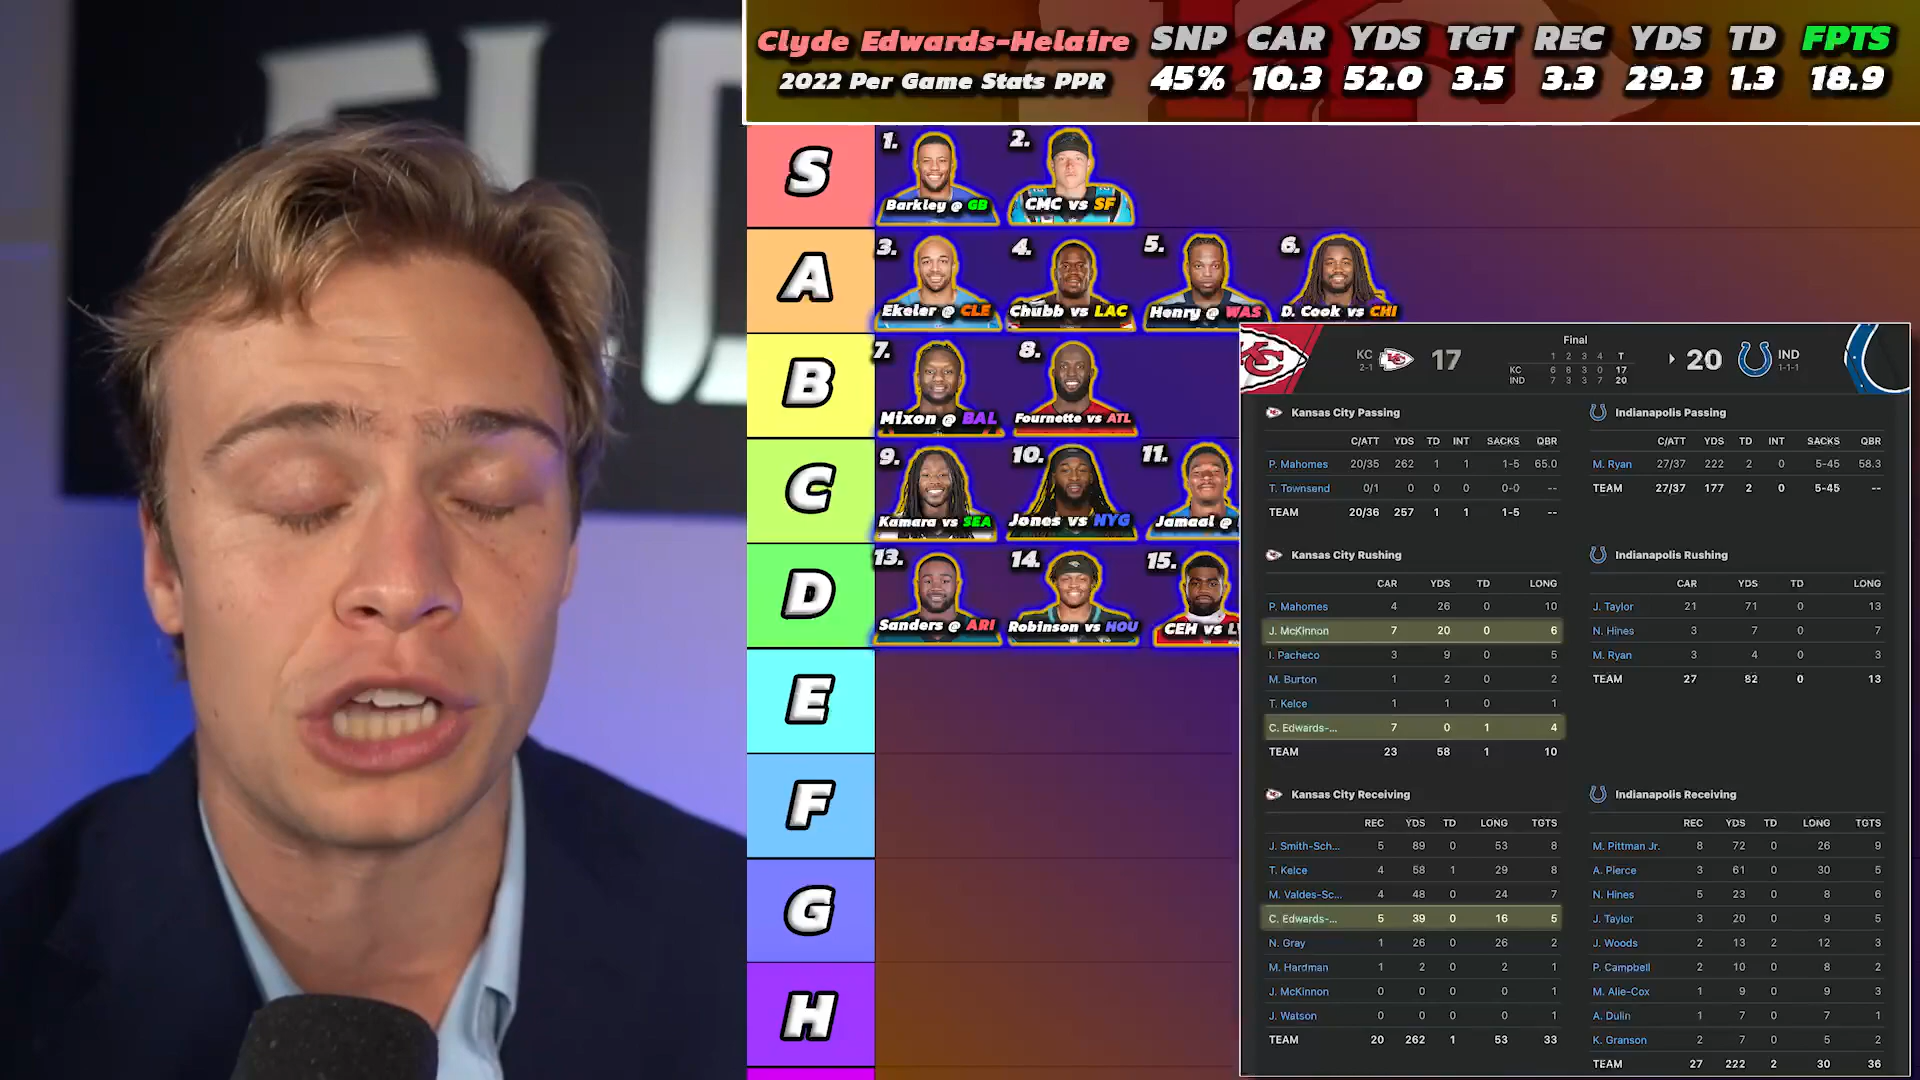 Clyde Edwards-Helaire SNP CAR YDS TGT REC YDS TD FPTS
2022 Per Game Stats PPR 45% 10.3 52.0 3.5 3.3 29.3 1.3 18.9
S
1. 2.
Barkley @ GB CMC vs SF
A
3. 4. 5. 6.
Ekeler @ CLE Chubb vs LAC Henry @ WAS D. Cook vs CHI
B
7. 8.
Mixon @ BAL Fournette vs ATL
C
9. 10. 11.
Kamara vs SEA Jones vs NYG Jamaal @
D
13. 14. 15.
Sanders @ ARI Robinson vs HOU CEH vs
E
F
G
H
Final
KC 17 20 IND
2-1 1-1-1
1 2 3 4 T
KC 6 8 3 0 17
IND 7 3 3 7 20
Kansas City Passing
C/ATT YDS TD INT SACKS QBR
P. Mahomes 20/35 262 1 1 1-5 65.0
T. Townsend 0/1 0 0 0 0-0 --
TEAM 20/36 257 1 1 1-5 --
Indianapolis Passing
C/ATT YDS TD INT SACKS QBR
M. Ryan 27/37 222 2 0 5-45 58.3
TEAM 27/37 177 2 0 5-45 --
Kansas City Rushing
CAR YDS TD LONG
P. Mahomes 4 26 0 10
J. McKinnon 7 20 0 6
I. Pacheco 3 9 0 5
M. Burton 1 2 0 2
T. Kelce 1 1 0 1
C. Edwards-... 7 0 1 4
TEAM 23 58 1 10
Indianapolis Rushing
CAR YDS TD LONG
J. Taylor 21 71 0 13
N. Hines 3 7 0 7
M. Ryan 3 4 0 3
TEAM 27 82 0 13
Kansas City Receiving
REC YDS TD LONG TGTS
J. Smith-Sch... 5 89 0 53 8
T. Kelce 4 58 1 29 8
M. Valdes-Sc... 4 48 0 24 7
C. Edwards-... 5 39 0 16 5
N. Gray 1 26 0 26 2
M. Hardman 1 2 0 2 1
J. McKinnon 0 0 0 0 1
J. Watson 0 0 0 0 1
TEAM 20 262 1 53 33
Indianapolis Receiving
REC YDS TD LONG TGTS
M. Pittman Jr. 8 72 0 26 9
A. Pierce 3 61 0 30 5
N. Hines 5 23 0 8 6
J. Taylor 3 20 0 9 5
J. Woods 2 13 2 12 3
P. Campbell 2 10 0 8 2
M. Alie-Cox 1 9 0 9 3
A. Dulin 1 7 0 7 1
K. Granson 2 7 0 5 2
TEAM 27 222 2 30 36